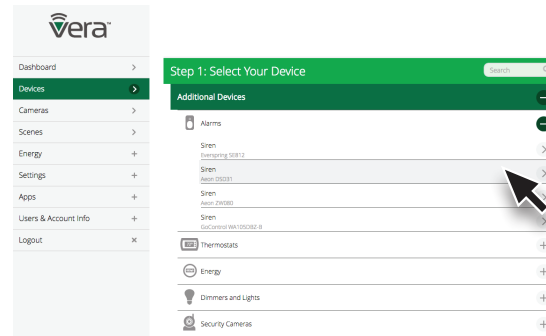 vera™
Dashboard
Devices
Cameras
Scenes
Energy
Settings
Apps
Users & Account Info
Logout
Step 1: Select Your Device
Search
Additional Devices
Alarms
Siren
Everspring SE812
Siren
Aeon DSD31
Siren
Aeon ZW080
Siren
GoControl WA105DBZ-8
Thermostats
Energy
Dimmers and Lights
Security Cameras